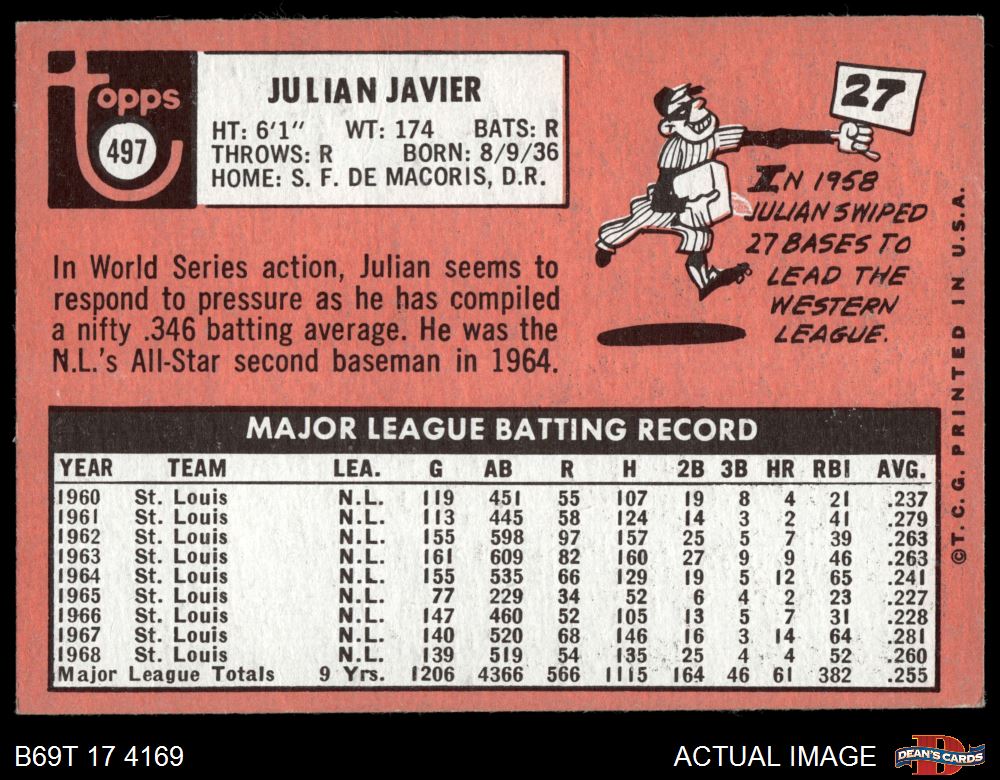 topps
497
JULIAN JAVIER
HT: 6'1" WT: 174 BATS: R
THROWS: R BORN: 8/9/36
HOME: S. F. DE MACORIS, D.R.
27
IN 1958
JULIAN SWIPED
27 BASES TO
LEAD THE
WESTERN
LEAGUE.
In World Series action, Julian seems to
respond to pressure as he has compiled
a nifty .346 batting average. He was the
N.L.'s All-Star second baseman in 1964.
MAJOR LEAGUE BATTING RECORD
YEAR TEAM LEA. G AB R H 2B 3B HR RBI AVG.
1960 St. Louis N.L. 119 451 55 107 19 8 4 21 .237
1961 St. Louis N.L. 113 445 58 124 14 3 2 41 .279
1962 St. Louis N.L. 155 598 97 157 25 5 7 39 .263
1963 St. Louis N.L. 161 609 82 160 27 9 9 46 .263
1964 St. Louis N.L. 155 535 66 129 19 5 12 65 .241
1965 St. Louis N.L. 77 229 34 52 6 4 2 23 .227
1966 St. Louis N.L. 147 460 52 105 13 5 7 31 .228
1967 St. Louis N.L. 140 520 68 146 16 3 14 64 .281
1968 St. Louis N.L. 139 519 54 135 25 4 4 52 .260
Major League Totals 9 Yrs. 1206 4366 566 1115 164 46 61 382 .255
©T. C. G. PRINTED IN U.S.A.
B69T 17 4169
ACTUAL IMAGE
D
DEAN'S CARDS